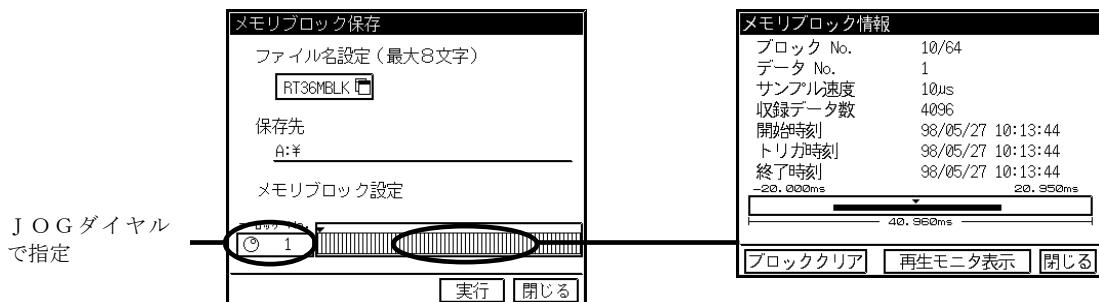 メモリブロック保存
ファイル名設定(最大8文字)
RT36MBLK
保存先
A:¥
メモリブロック設定
1
実行 閉じる
JOGダイヤル
で指定
メモリブロック情報
ブロック No. 10/64
データ No. 1
サンプル速度 10μs
収録データ数 4096
開始時刻 98/05/27 10:13:44
トリガ時刻 98/05/27 10:13:44
終了時刻 98/05/27 10:13:44
-20.000ms 20.950ms
40.960ms
ブロッククリア 再生モニタ表示 閉じる